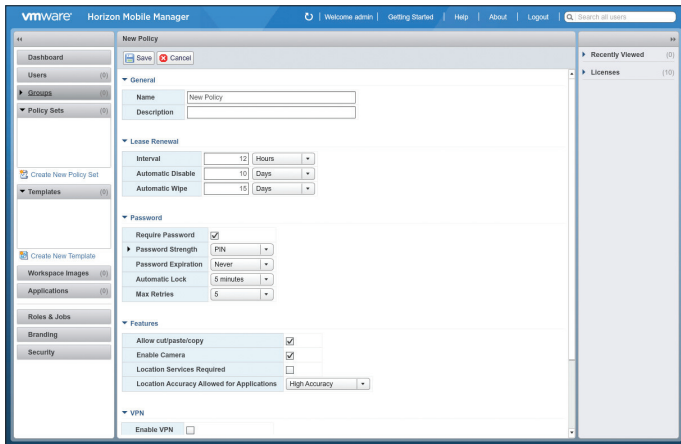 vmware Horizon Mobile Manager
Welcome admin | Getting Started | Help | About | Logout | Search all users
New Policy
Dashboard
Users (0)
Groups (0)
Policy Sets (0)
Create New Policy Set
Templates (0)
Create New Template
Workspace Images (0)
Applications (0)
Roles & Jobs
Branding
Security
Save Cancel
General
Name New Policy
Description
Lease Renewal
Interval 12 Hours
Automatic Disable 10 Days
Automatic Wipe 15 Days
Password
Require Password
Password Strength PIN
Password Expiration Never
Automatic Lock 5 minutes
Max Retries 5
Features
Allow cut/paste/copy
Enable Camera
Location Services Required
Location Accuracy Allowed for Applications High Accuracy
VPN
Enable VPN
Recently Viewed (0)
Licenses (10)